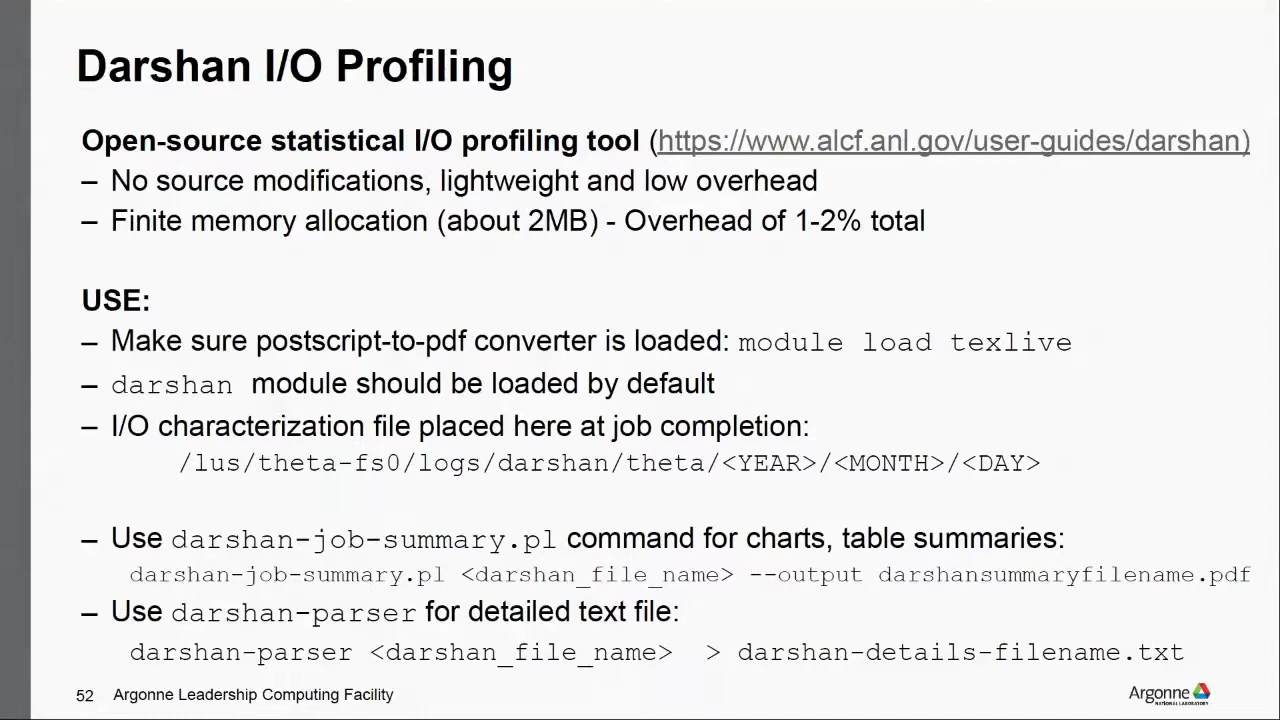 Darshan I/O Profiling
Open-source statistical I/O profiling tool (https://www.alcf.anl.gov/user-guides/darshan)
– No source modifications, lightweight and low overhead
– Finite memory allocation (about 2MB) - Overhead of 1-2% total
USE:
– Make sure postscript-to-pdf converter is loaded: module load texlive
– darshan module should be loaded by default
– I/O characterization file placed here at job completion:
/lus/theta-fs0/logs/darshan/theta/<YEAR>/<MONTH>/<DAY>
– Use darshan-job-summary.pl command for charts, table summaries:
darshan-job-summary.pl <darshan_file_name> --output darshansummaryfilename.pdf
– Use darshan-parser for detailed text file:
darshan-parser <darshan_file_name> > darshan-details-filename.txt
52 Argonne Leadership Computing Facility
Argonne
NATIONAL LABORATORY